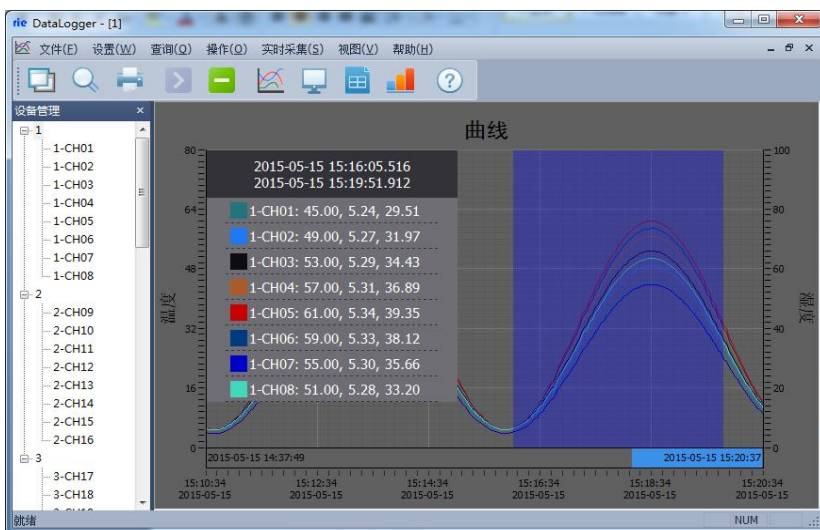 rie DataLogger - [1]
文件(F) 设置(W) 查询(Q) 操作(O) 实时采集(S) 视图(V) 帮助(H)
设备管理
1
1-CH01
1-CH02
1-CH03
1-CH04
1-CH05
1-CH06
1-CH07
1-CH08
2
2-CH09
2-CH10
2-CH11
2-CH12
2-CH13
2-CH14
2-CH15
2-CH16
3
3-CH17
3-CH18
曲线
2015-05-15 15:16:05.516
2015-05-15 15:19:51.912
1-CH01: 45.00, 5.24, 29.51
1-CH02: 49.00, 5.27, 31.97
1-CH03: 53.00, 5.29, 34.43
1-CH04: 57.00, 5.31, 36.89
1-CH05: 61.00, 5.34, 39.35
1-CH06: 59.00, 5.33, 38.12
1-CH07: 55.00, 5.30, 35.66
1-CH08: 51.00, 5.28, 33.20
80
64
48
32
16
0
温度
100
80
60
40
20
0
湿度
2015-05-15 14:37:49
2015-05-15 15:20:37
15:10:34 15:12:34 15:14:34 15:16:34 15:18:34 15:20:34
2015-05-15 2015-05-15 2015-05-15 2015-05-15 2015-05-15 2015-05-15
就绪
NUM